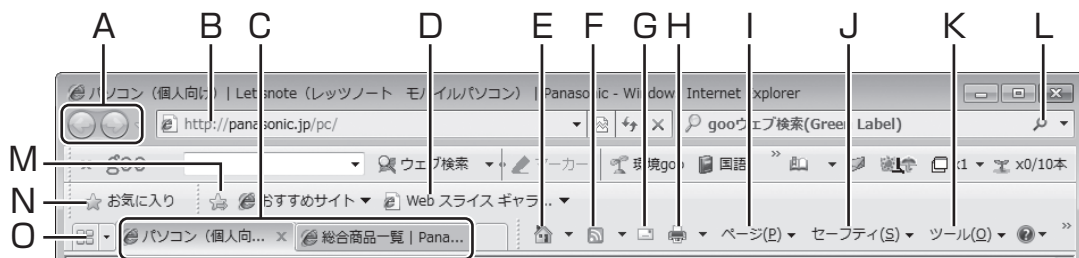 A B C D E F G H I J K L
パソコン（個人向け）| Let'snote（レッツノート モバイルパソコン）| Panasonic - Windows Internet Explorer
http://panasonic.jp/pc/ gooウェブ検索(Green Label)
M goo ウェブ検索 マーカー 環境goo 国語 » x1 x0/10本
N お気に入り おすすめサイト Web スライス ギャラ...
O パソコン（個人向... x 総合商品一覧 | Pana... ページ(P) セーフティ(S) ツール(O) »